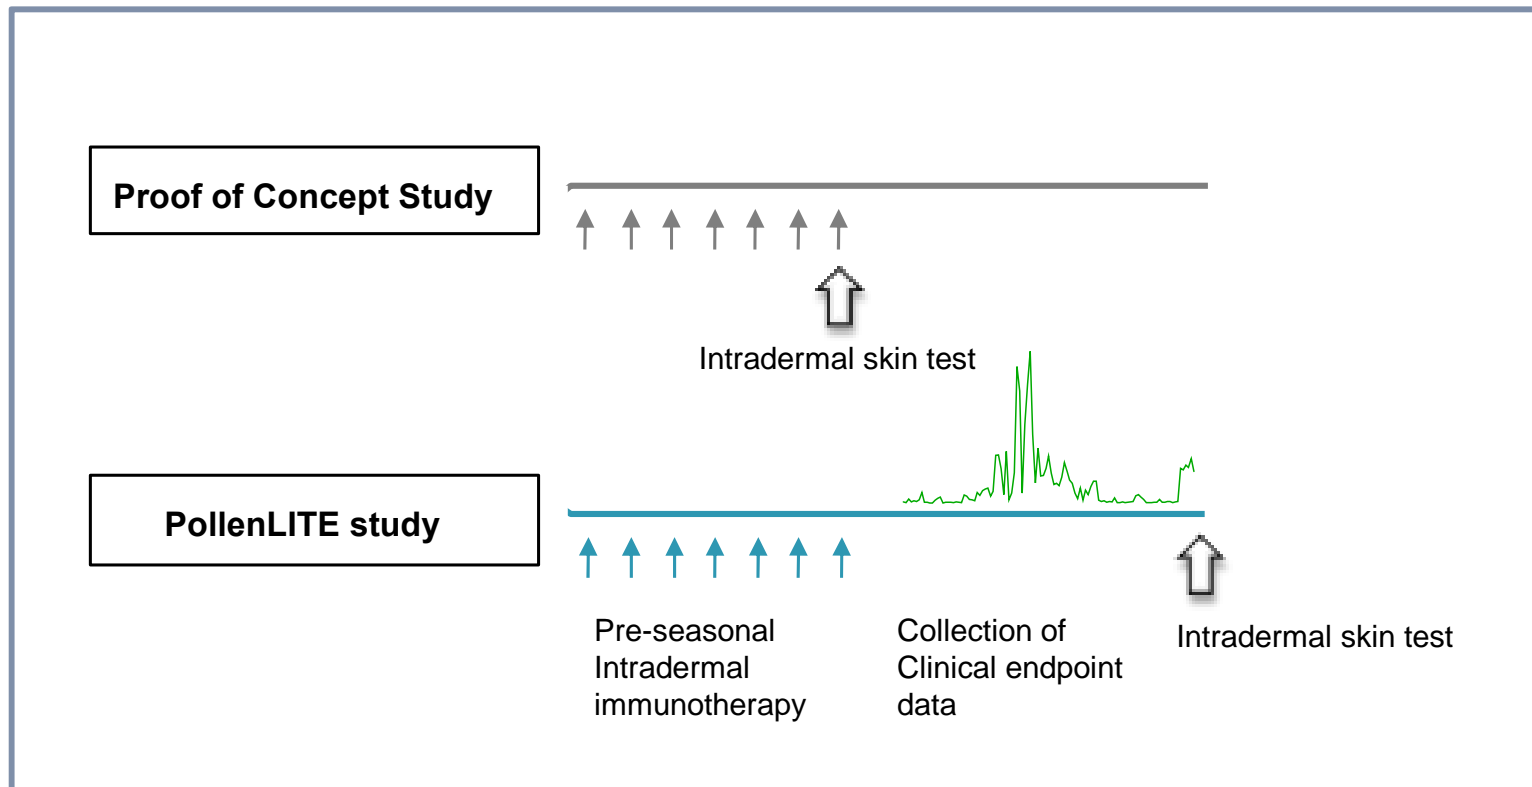 Proof of Concept Study
Intradermal skin test
PollenLITE study
Pre-seasonal
Intradermal
immunotherapy
Collection of
Clinical endpoint
data
Intradermal skin test